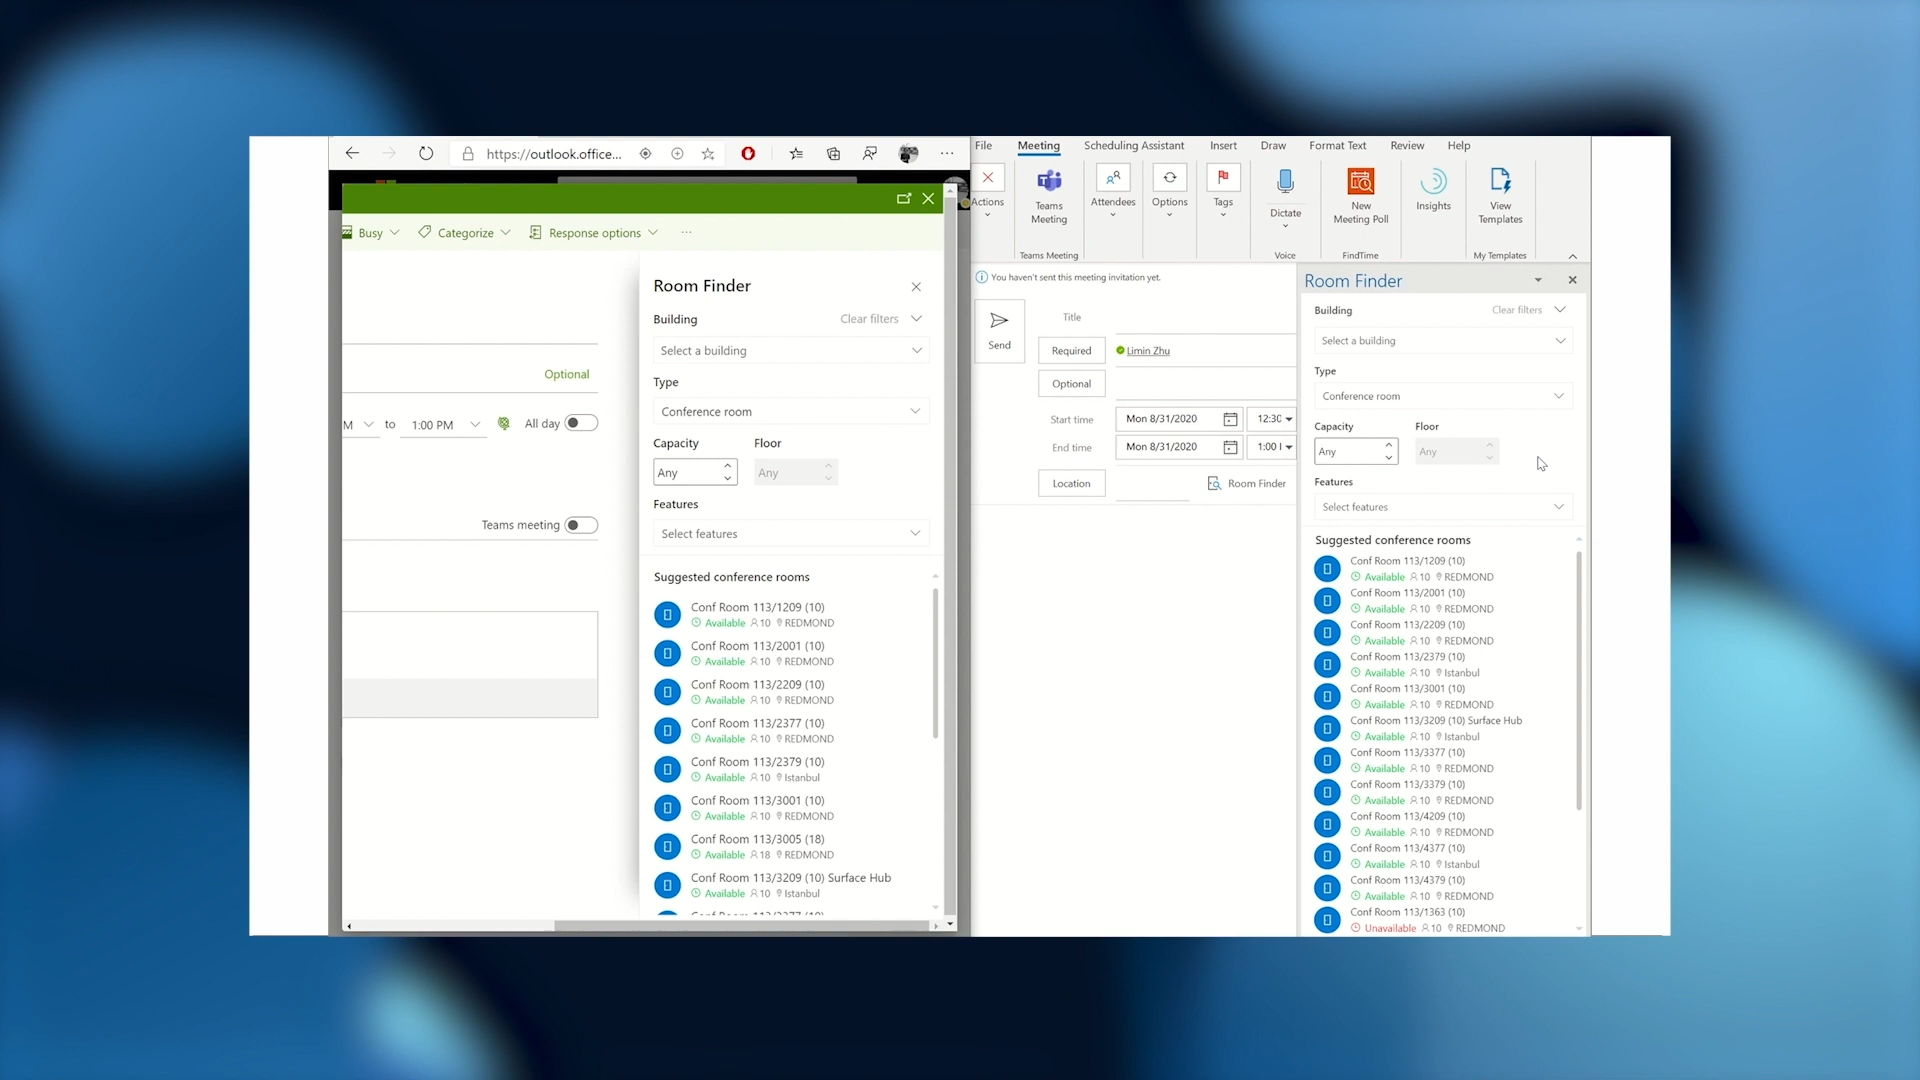 https://outlook.office...
Busy
Categorize
Response options
Optional
M
to
1:00 PM
All day
Teams meeting
Room Finder
Building
Clear filters
Select a building
Type
Conference room
Capacity
Floor
Any
Any
Features
Select features
Suggested conference rooms
Conf Room 113/1209 (10)
Available 10 REDMOND
Conf Room 113/2001 (10)
Available 10 REDMOND
Conf Room 113/2209 (10)
Available 10 REDMOND
Conf Room 113/2377 (10)
Available 10 REDMOND
Conf Room 113/2379 (10)
Available 10 Istanbul
Conf Room 113/3001 (10)
Available 10 REDMOND
Conf Room 113/3005 (18)
Available 18 REDMOND
Conf Room 113/3209 (10) Surface Hub
Available 10 Istanbul
File
Meeting
Scheduling Assistant
Insert
Draw
Format Text
Review
Help
Actions
Teams
Meeting
Attendees
Options
Tags
Dictate
New
Meeting Poll
Insights
View
Templates
Teams Meeting
Voice
FindTime
My Templates
You haven't sent this meeting invitation yet.
Send
Title
Required
Limin Zhu
Optional
Start time
Mon 8/31/2020
12:30
End time
Mon 8/31/2020
1:00
Location
Room Finder
Room Finder
Building
Clear filters
Select a building
Type
Conference room
Capacity
Floor
Any
Any
Features
Select features
Suggested conference rooms
Conf Room 113/1209 (10)
Available 10 REDMOND
Conf Room 113/2001 (10)
Available 10 REDMOND
Conf Room 113/2209 (10)
Available 10 REDMOND
Conf Room 113/2379 (10)
Available 10 Istanbul
Conf Room 113/3001 (10)
Available 10 REDMOND
Conf Room 113/3209 (10) Surface Hub
Available 10 Istanbul
Conf Room 113/3377 (10)
Available 10 REDMOND
Conf Room 113/3379 (10)
Available 10 REDMOND
Conf Room 113/4209 (10)
Available 10 REDMOND
Conf Room 113/4377 (10)
Available 10 Istanbul
Conf Room 113/4379 (10)
Available 10 REDMOND
Conf Room 113/1363 (10)
Unavailable 10 REDMOND